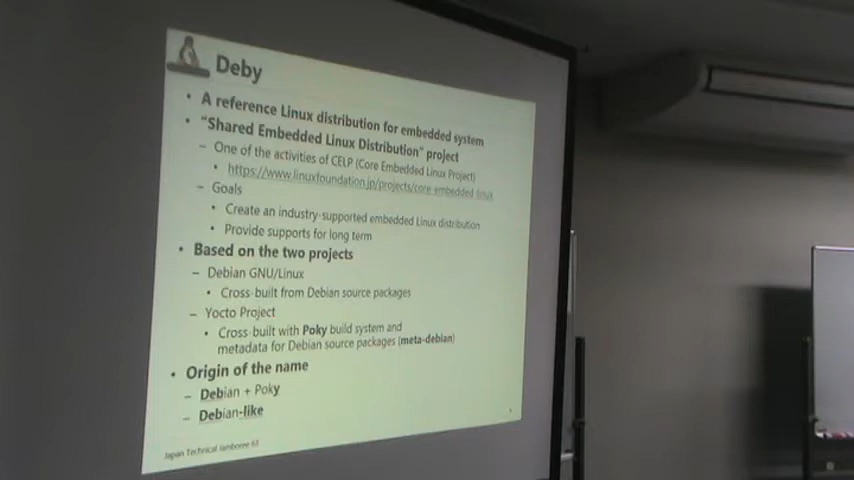 Deby
• A reference Linux distribution for embedded system
• "Shared Embedded Linux Distribution" project
– One of the activities of CELP (Core Embedded Linux Project)
• https://www.linuxfoundation.jp/projects/core_embedded_linux
– Goals
• Create an industry-supported embedded Linux distribution
• Provide supports for long term
• Based on the two projects
– Debian GNU/Linux
• Cross-built from Debian source packages
– Yocto Project
• Cross-built with Poky build system and
metadata for Debian source packages (meta-debian)
• Origin of the name
– Debian + Poky
– Debian-like
Japan Technical Jamboree 63